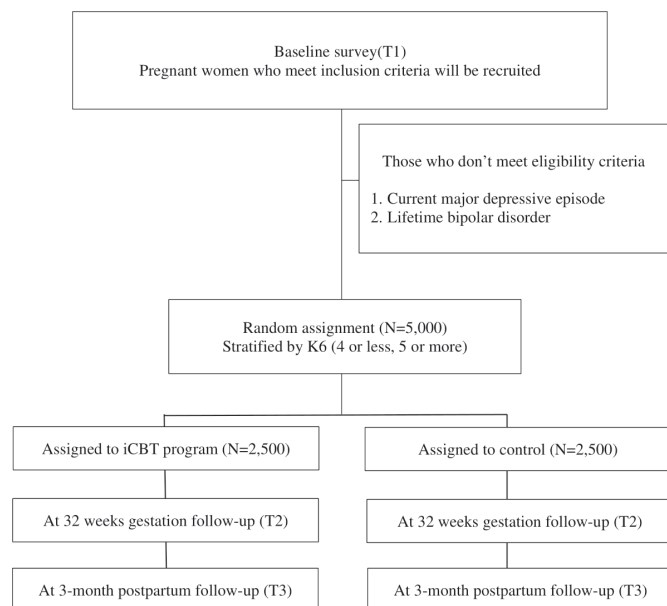 Baseline survey(T1)
Pregnant women who meet inclusion criteria will be recruited
Those who don't meet eligibility criteria
1. Current major depressive episode
2. Lifetime bipolar disorder
Random assignment (N=5,000)
Stratified by K6 (4 or less, 5 or more)
Assigned to iCBT program (N=2,500)
Assigned to control (N=2,500)
At 32 weeks gestation follow-up (T2)
At 32 weeks gestation follow-up (T2)
At 3-month postpartum follow-up (T3)
At 3-month postpartum follow-up (T3)